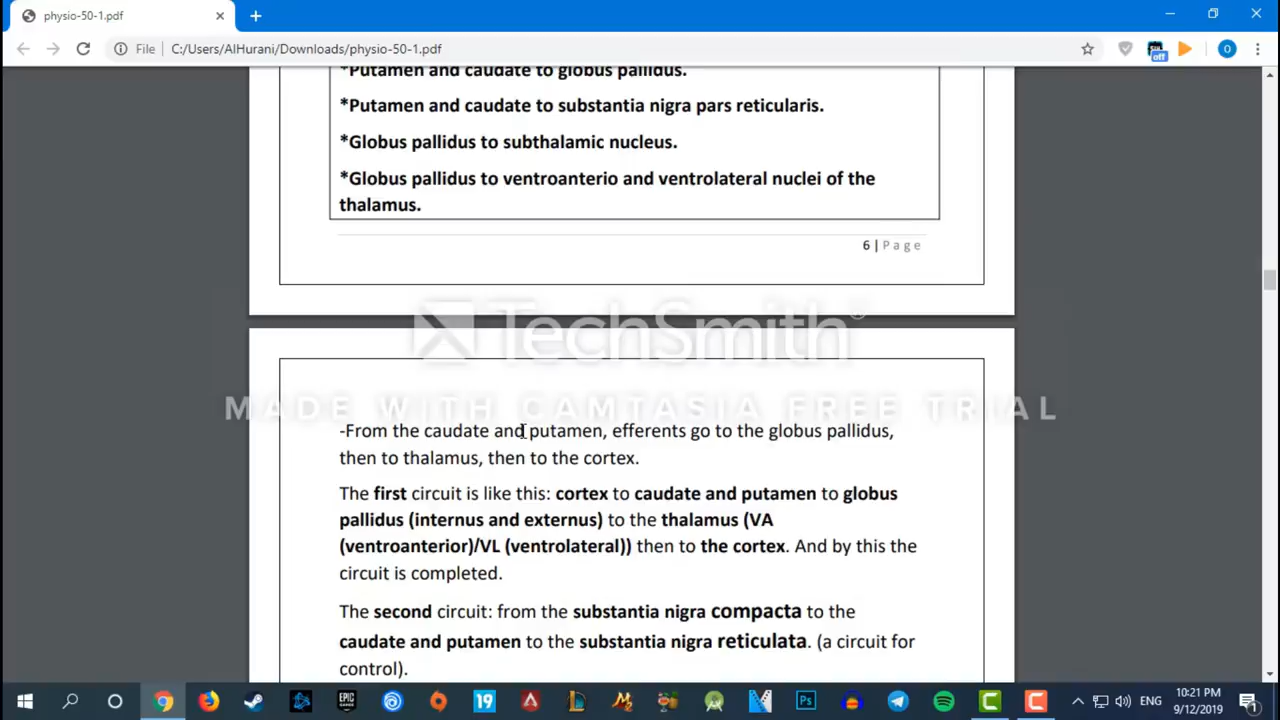 physio-50-1.pdf
File
C:/Users/AlHurani/Downloads/physio-50-1.pdf
off
O
*Putamen and caudate to globus pallidus.
*Putamen and caudate to substantia nigra pars reticularis.
*Globus pallidus to subthalamic nucleus.
*Globus pallidus to ventroanterio and ventrolateral nuclei of the
thalamus.
6 | Page
TechSmith
MADE WITH CAMTASIA FREE TRIAL
-From the caudate and putamen, efferents go to the globus pallidus,
then to thalamus, then to the cortex.
The first circuit is like this: cortex to caudate and putamen to globus
pallidus (internus and externus) to the thalamus (VA
(ventroanterior)/VL (ventrolateral)) then to the cortex. And by this the
circuit is completed.
The second circuit: from the substantia nigra compacta to the
caudate and putamen to the substantia nigra reticulata. (a circuit for
control).
EPIC
GAMES
19
Ps
ENG
10:21 PM
9/12/2019
1